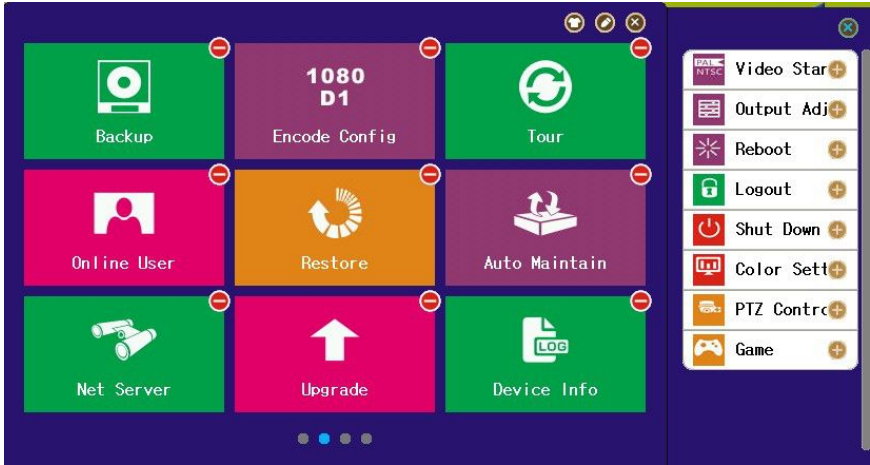 1080
D1
Backup
Encode Config
Tour
Online User
Restore
Auto Maintain
Net Server
LOG
Upgrade
Device Info
PAL
NTSC
Video Stan
Output Adj
Reboot
Logout
Shut Down
Color Sett
PTZ Contro
Game